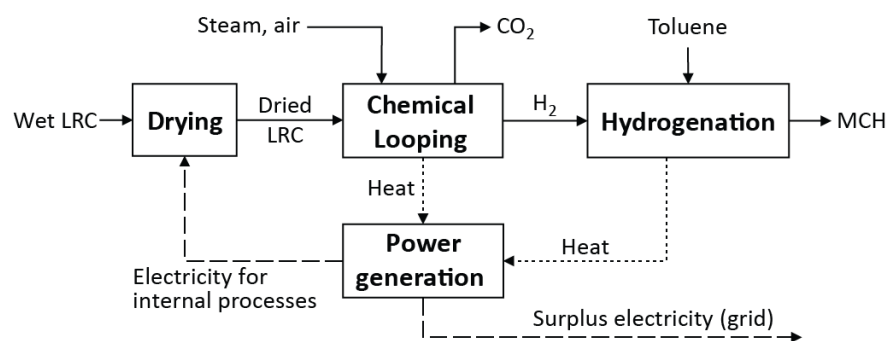 Steam, air
CO₂
Toluene
Wet LRC
Drying
Dried
LRC
Chemical
Looping
H₂
Hydrogenation
MCH
Heat
Power
generation
Heat
Electricity for
internal processes
Surplus electricity (grid)